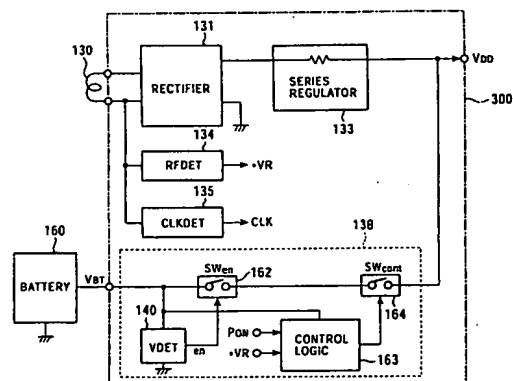 131
130
RECTIFIER
SERIES
REGULATOR
133
VDD
300
134
RFDET
•VR
135
CLKDET
CLK
138
160
BATTERY
VBT
SWen
162
SWcont
164
140
VDET
en
PON
•VR
CONTROL
LOGIC
163